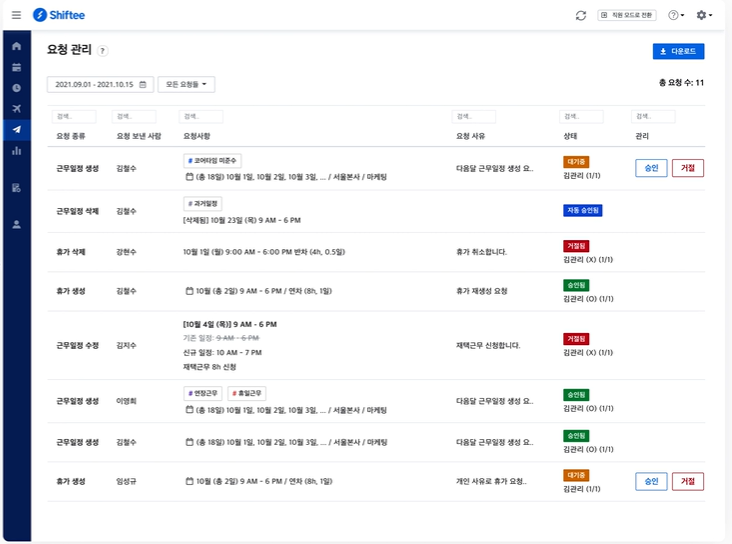 Shiftee
직원 모드로 전환
요청 관리
다운로드
2021.09.01 - 2021.10.15
모든 요청들
총 요청 수: 11
검색.. 검색.. 검색.. 검색.. 검색.. 검색..
요청 종류 요청 보낸 사람 요청사항 요청 사유 상태 관리
# 코어타임 미준수
근무일정 생성 김철수 (총 18일) 10월 1일, 10월 2일, 10월 3일, ... / 서울본사 / 마케팅 다음달 근무일정 생성 요.. 대기중 김관리 (1/1) 승인 거절
# 과거일정
근무일정 삭제 김철수 [삭제됨] 10월 23일 (목) 9 AM - 6 PM 자동 승인됨
휴가 삭제 강현수 10월 1일 (월) 9:00 AM - 6:00 PM 반차 (4h, 0.5일) 휴가 취소합니다. 거절됨 김관리 (X) (1/1)
휴가 생성 김철수 10월 (총 2일) 9 AM - 6 PM / 연차 (8h, 1일) 휴가 재생성 요청 승인됨 김관리 (O) (1/1)
[10월 4일 (목)] 9 AM - 6 PM
기존 일정: 9 AM - 6 PM
근무일정 수정 김지수 신규 일정: 10 AM - 7 PM 재택근무 신청합니다. 거절됨 김관리 (X) (1/1)
재택근무 8h 신청
# 연장근무 # 휴일근무
근무일정 생성 이영희 (총 18일) 10월 1일, 10월 2일, 10월 3일, ... / 서울본사 / 마케팅 다음달 근무일정 생성 요.. 승인됨 김관리 (O) (1/1)
근무일정 생성 김철수 (총 18일) 10월 1일, 10월 2일, 10월 3일, ... / 서울본사 / 마케팅 다음달 근무일정 생성 요.. 승인됨 김관리 (O) (1/1)
휴가 생성 임성규 10월 (총 2일) 9 AM - 6 PM / 연차 (8h, 1일) 개인 사유로 휴가 요청.. 대기중 김관리 (1/1) 승인 거절